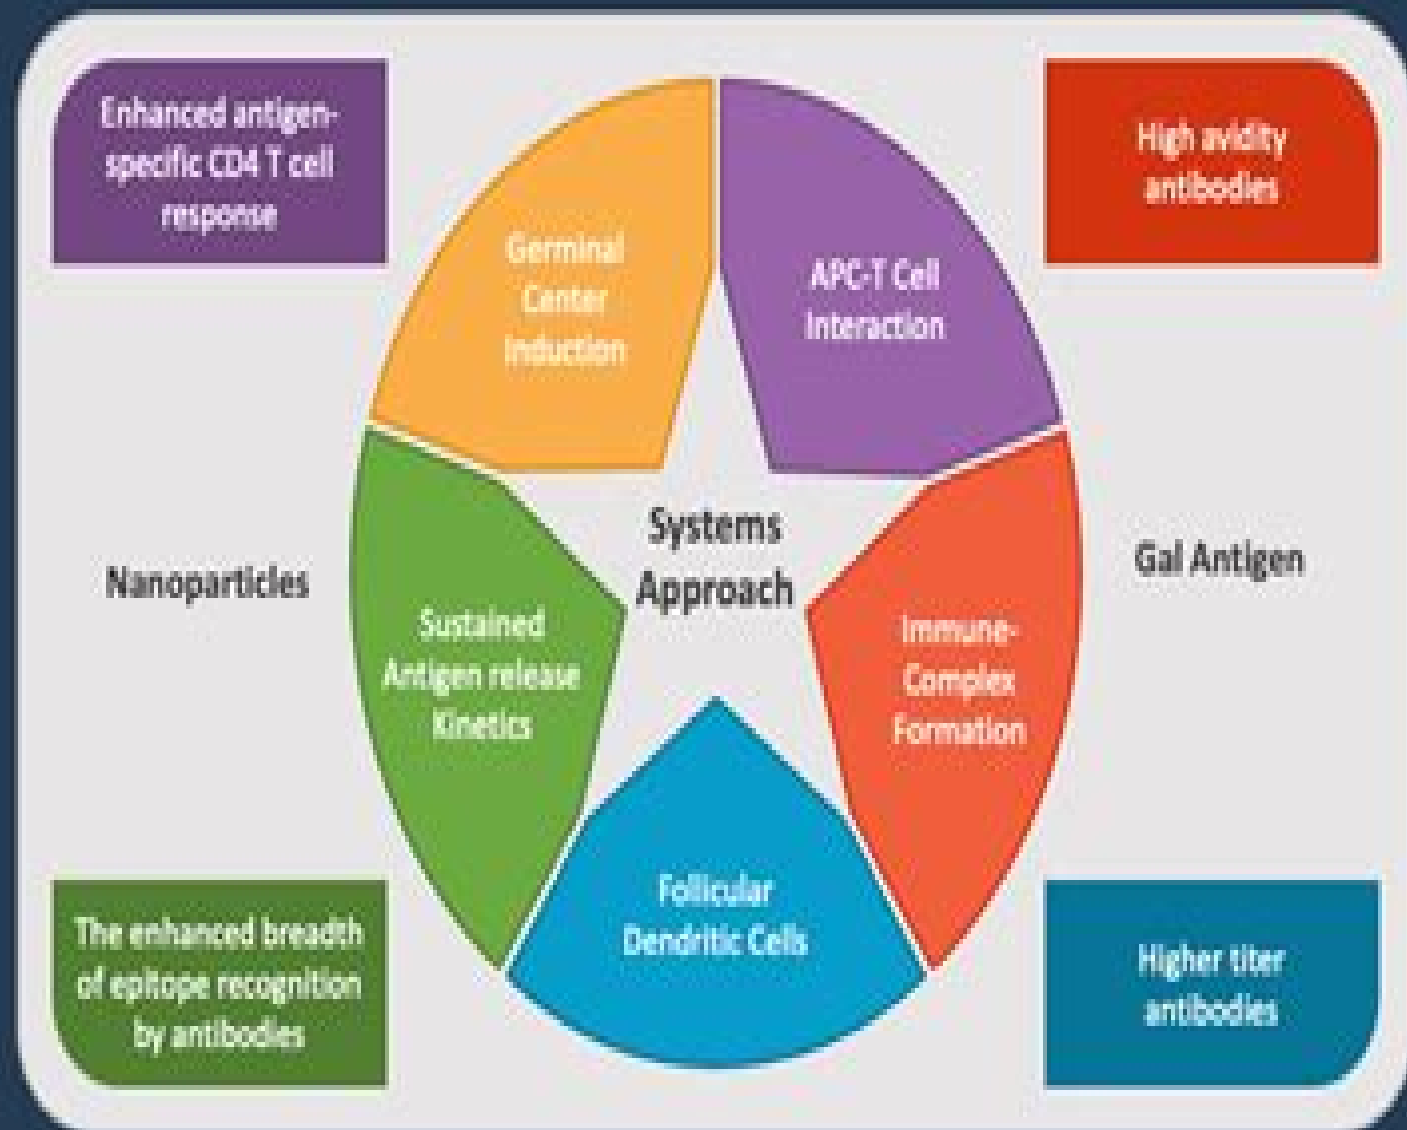 Enhanced antigen-
specific CD4 T cell
response
High avidity
antibodies
Germinal
Center
Induction
APC-T Cell
Interaction
Systems
Approach
Nanoparticles
Gal Antigen
Sustained
Antigen release
Kinetics
Immune-
Complex
Formation
Follicular
Dendritic Cells
The enhanced breadth
of epitope recognition
by antibodies
Higher titer
antibodies